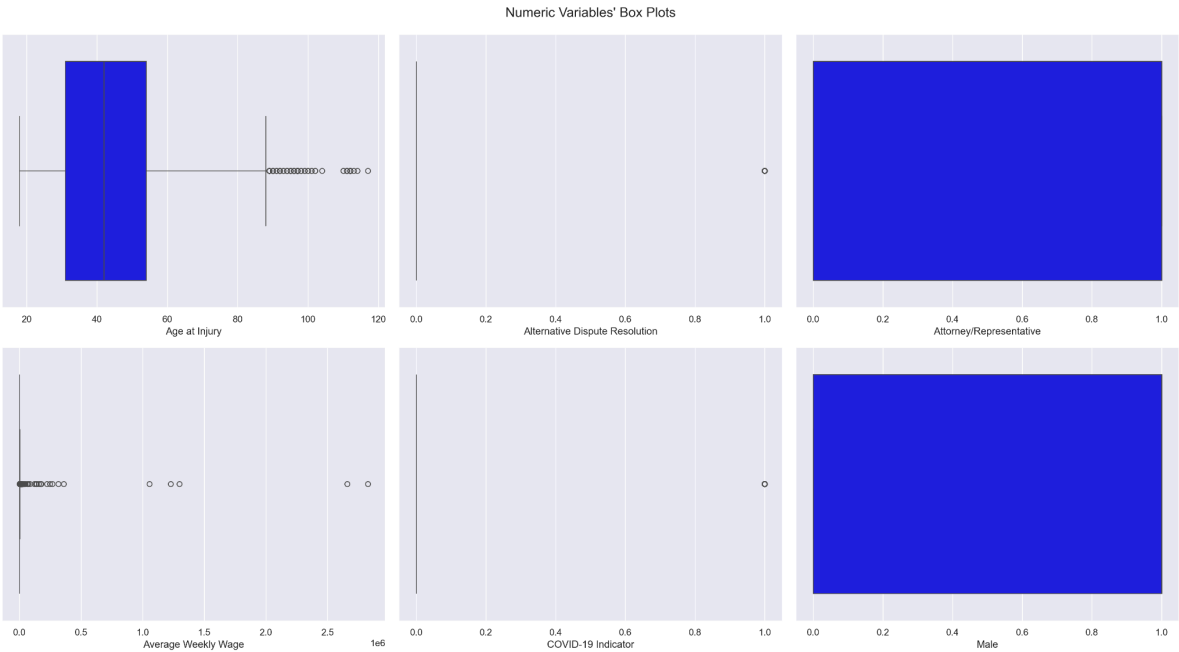 Numeric Variables' Box Plots
20 40 60 80 100 120
Age at Injury
0.0 0.2 0.4 0.6 0.8 1.0
Alternative Dispute Resolution
0.0 0.2 0.4 0.6 0.8 1.0
Attorney/Representative
0.0 0.5 1.0 1.5 2.0 2.5
Average Weekly Wage
1e6
0.0 0.2 0.4 0.6 0.8 1.0
COVID-19 Indicator
0.0 0.2 0.4 0.6 0.8 1.0
Male